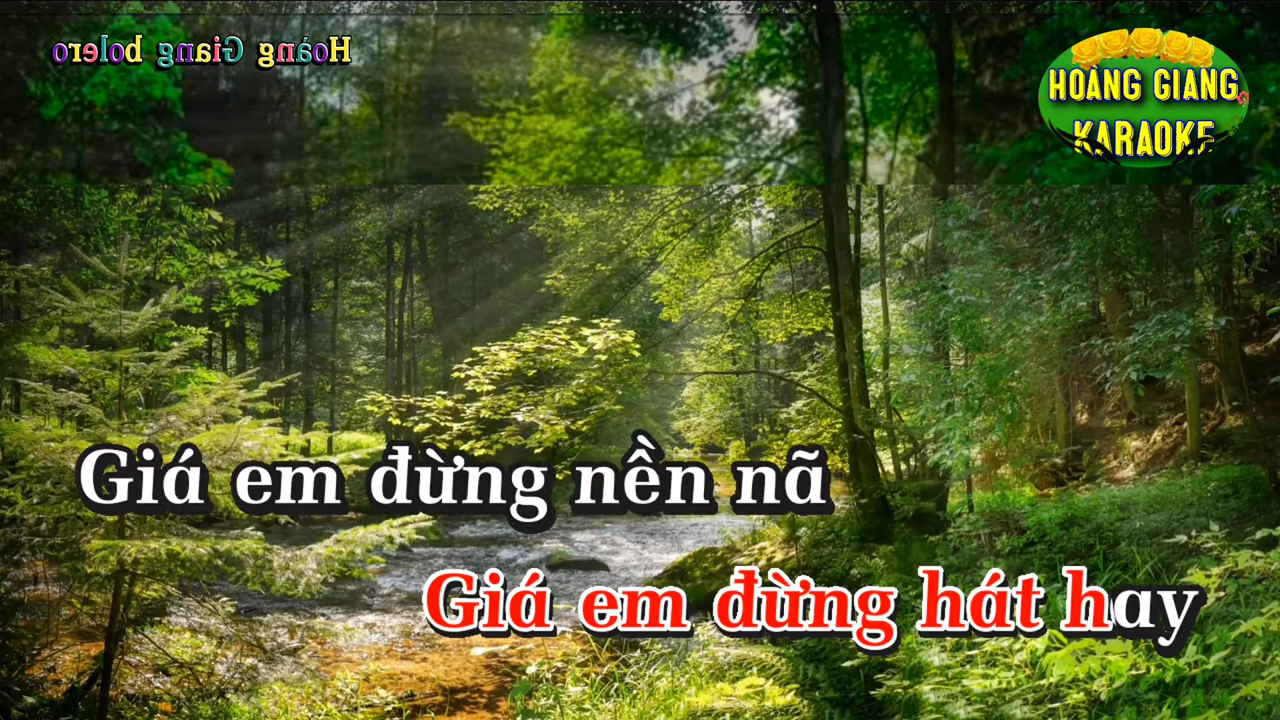 Hoàng Giang bolero
HOÀNG GIANG
KARAOKE
Giá em đừng nền nã
Giá em đừng hát hay